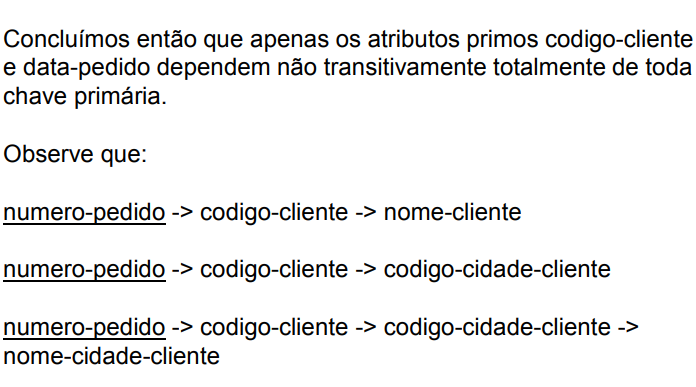 Concluímos então que apenas os atributos primos codigo-cliente
e data-pedido dependem não transitivamente totalmente de toda
chave primária.
Observe que:
numero-pedido -> codigo-cliente -> nome-cliente
numero-pedido -> codigo-cliente -> codigo-cidade-cliente
numero-pedido -> codigo-cliente -> codigo-cidade-cliente ->
nome-cidade-cliente